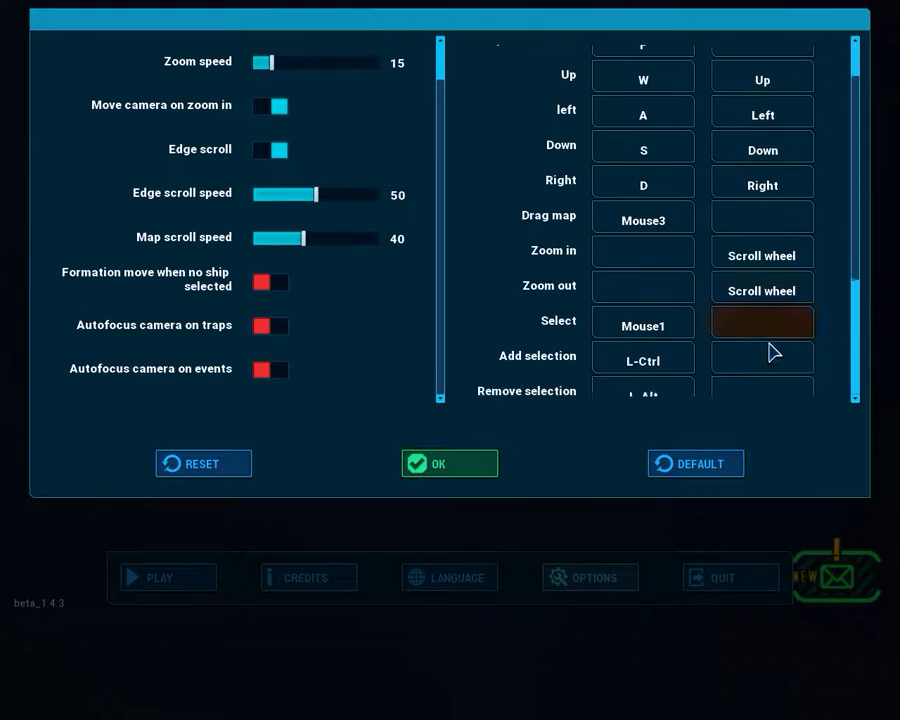 Zoom speed 15
Move camera on zoom in
Edge scroll
Edge scroll speed 50
Map scroll speed 40
Formation move when no ship
selected
Autofocus camera on traps
Autofocus camera on events
Up W Up
left A Left
Down S Down
Right D Right
Drag map Mouse3
Zoom in Scroll wheel
Zoom out Scroll wheel
Select Mouse1
Add selection L-Ctrl
Remove selection L-Alt
RESET OK DEFAULT
PLAY CREDITS LANGUAGE OPTIONS QUIT NEW
beta_1.4.3